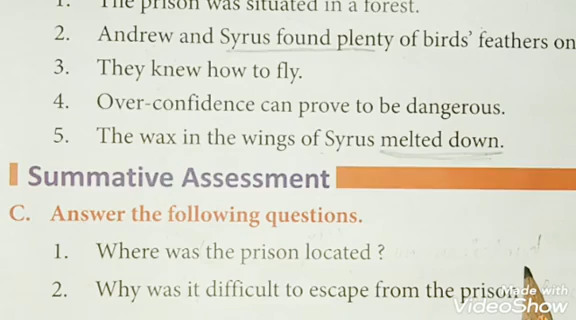 1. The prison was situated in a forest.
2. Andrew and Syrus found plenty of birds' feathers on
3. They knew how to fly.
4. Over-confidence can prove to be dangerous.
5. The wax in the wings of Syrus melted down.
Summative Assessment
C. Answer the following questions.
1. Where was the prison located ?
2. Why was it difficult to escape from the prison
Made with
VideoShow